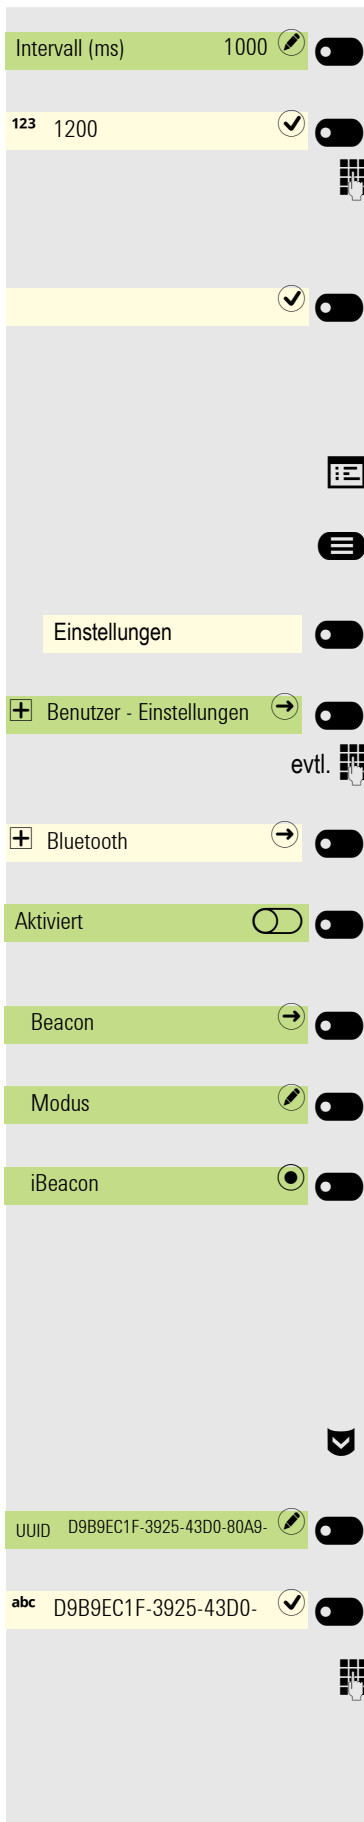 Intervall (ms) 1000
123 1200
Einstellungen
Benutzer - Einstellungen
evtl.
Bluetooth
Aktiviert
Beacon
Modus
iBeacon
UUID D9B9EC1F-3925-43D0-80A9-
abc D9B9EC1F-3925-43D0-